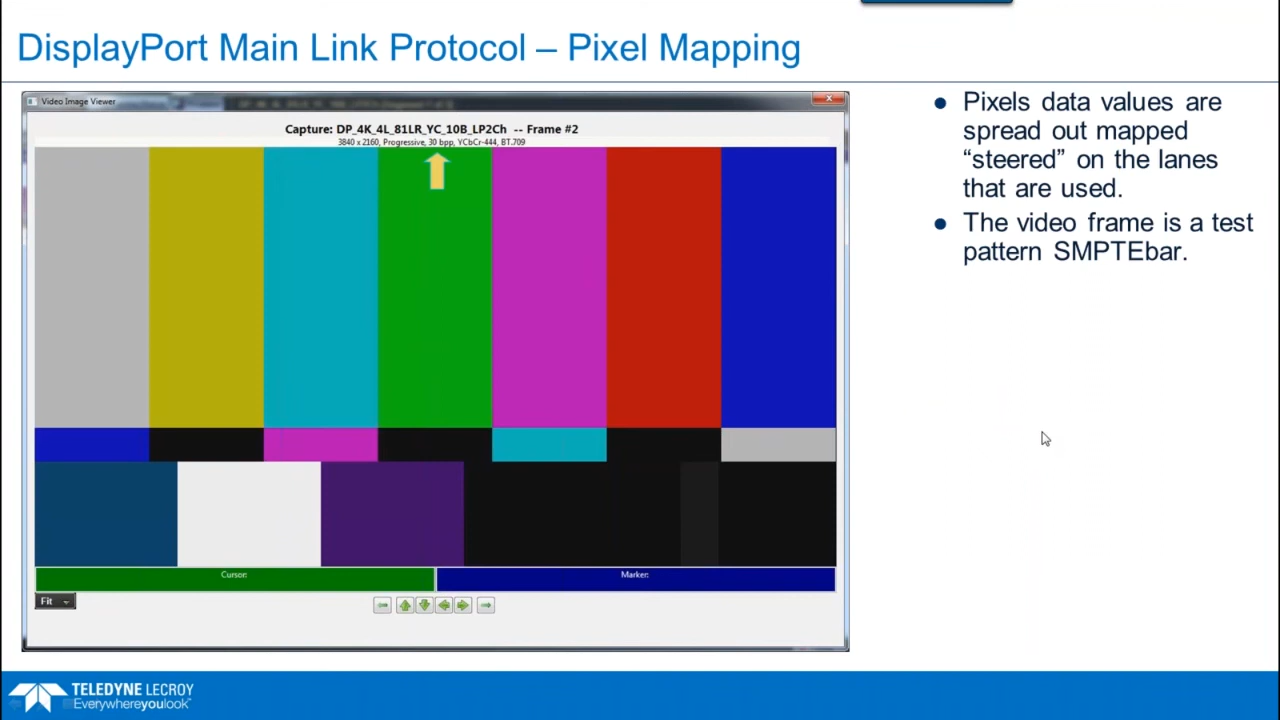 DisplayPort Main Link Protocol – Pixel Mapping
Video Image Viewer
Capture: DP_4K_4L_81LR_YC_10B_LP2Ch -- Frame #2
3840 x 2160, Progressive, 30 bpp, YCbCr-444, BT.709
Cursor:
Marker:
Fit
● Pixels data values are
spread out mapped
“steered” on the lanes
that are used.
● The video frame is a test
pattern SMPTEbar.
TELEDYNE LECROY
Everywhereyoulook™